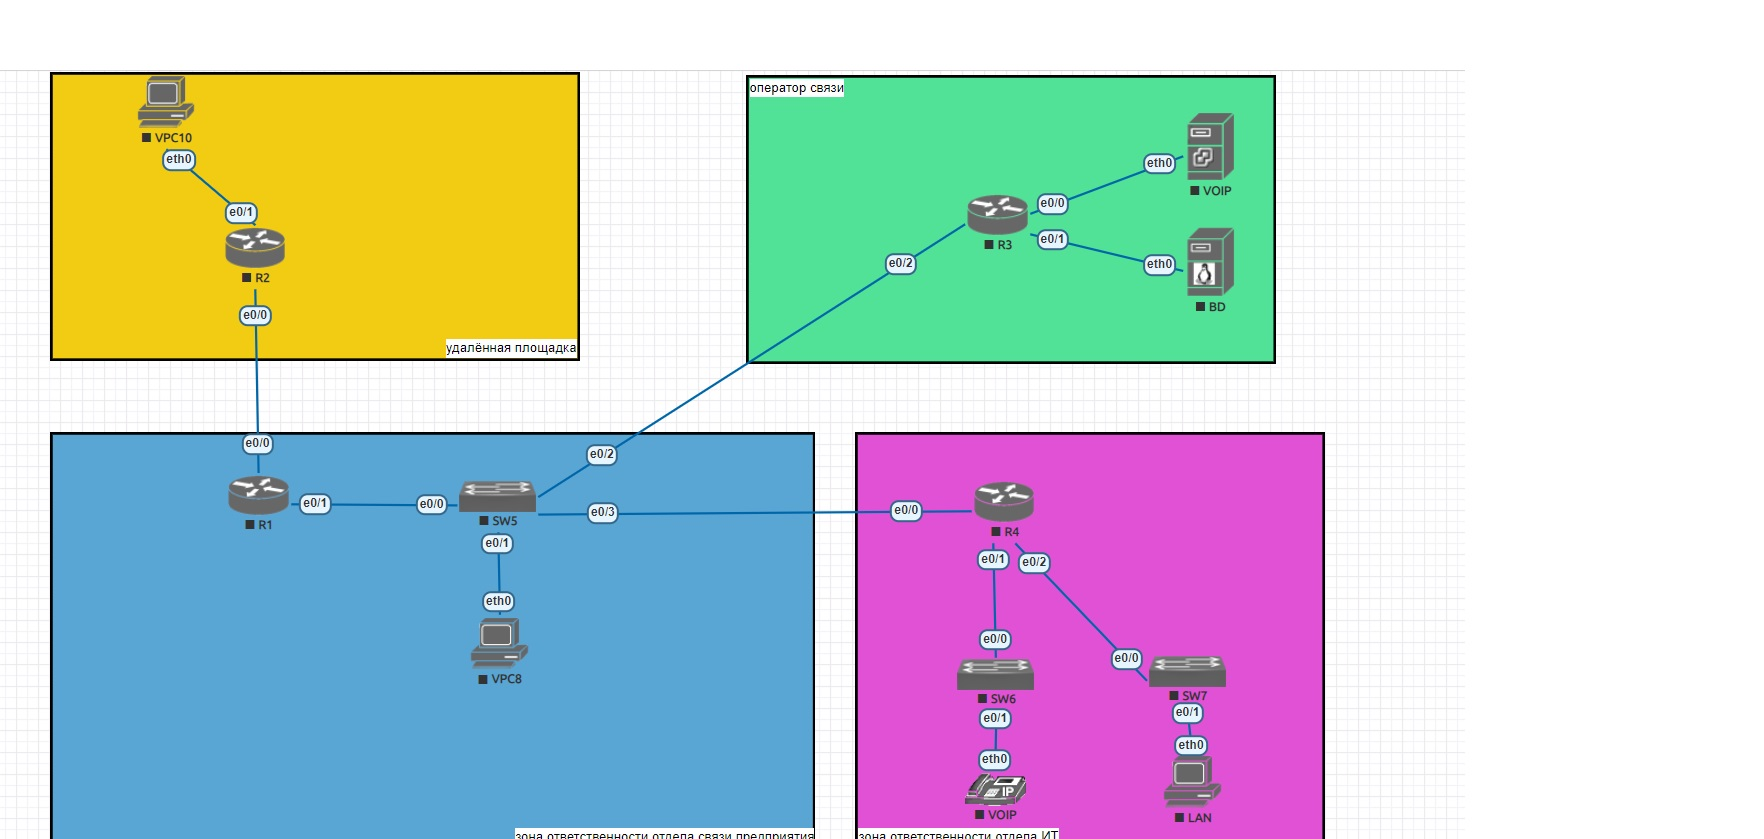 VPC10
eth0
e0/1
R2
e0/0
удалённая площадка
оператор связи
eth0
VOIP
e0/0
R3
e0/1
eth0
BD
e0/2
e0/0
R1
e0/1
e0/0
SW5
e0/2
e0/3
e0/1
eth0
VPC8
зона ответственности отдела связи предприятия
e0/0
R4
e0/1
e0/2
e0/0
SW6
e0/1
eth0
IP
VOIP
e0/0
SW7
e0/1
eth0
LAN
зона ответственности отдела ИТ